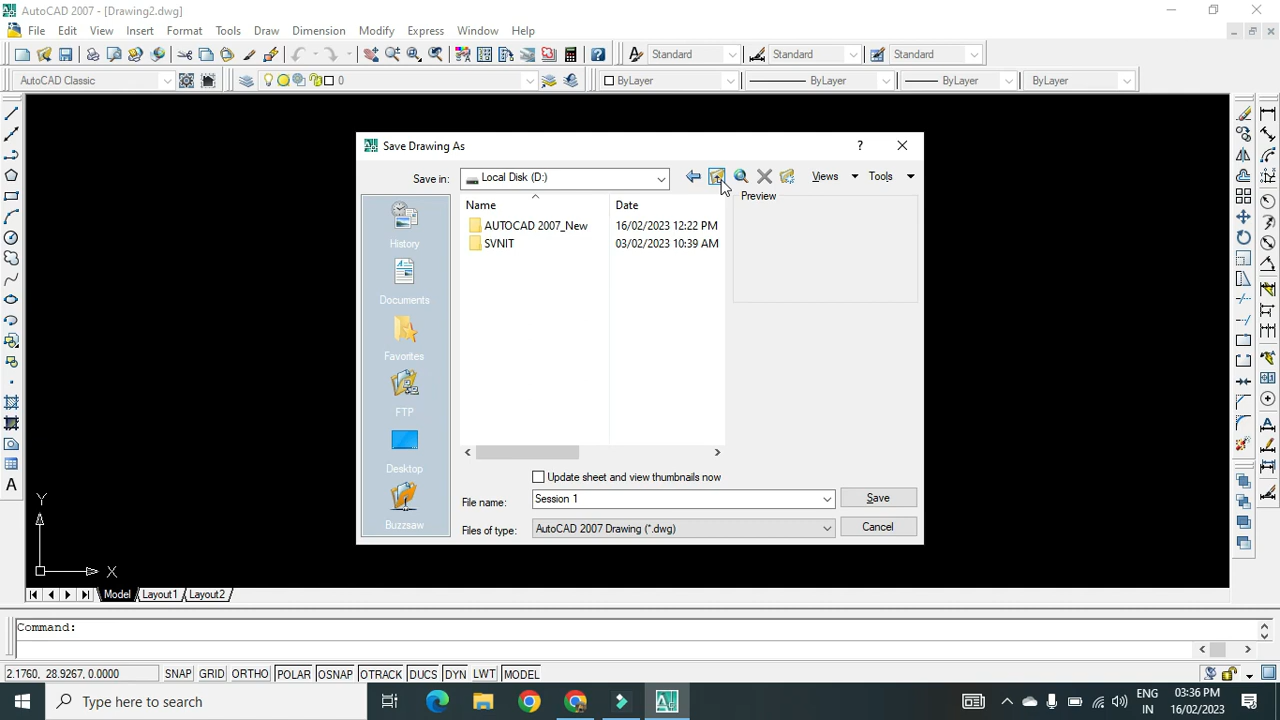 AutoCAD 2007 - [Drawing2.dwg]
File Edit View Insert Format Tools Draw Dimension Modify Express Window Help
Standard Standard Standard
AutoCAD Classic 0 ByLayer ByLayer ByLayer ByLayer
Save Drawing As
Save in: Local Disk (D:) Views Tools
Name Date Preview
AUTOCAD 2007_New 16/02/2023 12:22 PM
SVNIT 03/02/2023 10:39 AM
History
Documents
Favorites
FTP
Desktop
Buzzsaw
Update sheet and view thumbnails now
File name: Session 1 Save
Files of type: AutoCAD 2007 Drawing (*.dwg) Cancel
A
Y
X
Model Layout1 Layout2
Command:
2.1760, 28.9267, 0.0000 SNAP GRID ORTHO POLAR OSNAP OTRACK DUCS DYN LWT MODEL
Type here to search
ENG
IN
03:36 PM
16/02/2023